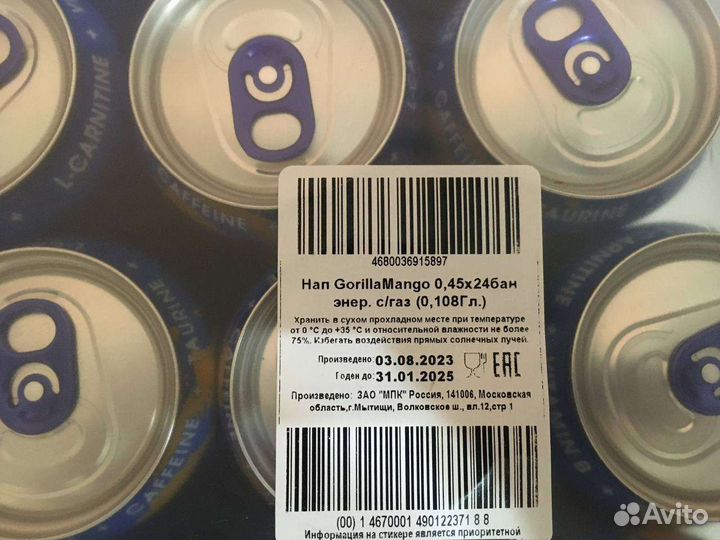 L-CARNITINE
CAFFEINE
TAURINE
CAFFEINE
TAURINE
4680036915897
Нап GorillaMango 0,45х24бан
энер. с/газ (0,108Гл.)
Хранить в сухом прохладном месте при температуре
от 0 °С до +35 °С и относительной влажности не более
75%. Избегать воздействия прямых солнечных лучей.
Произведено: 03.08.2023
Годен до: 31.01.2025
EAC
Произведено: ЗАО "МПК" Россия, 141006, Московская
область,г.Мытищи, Волковское ш., вл.12,стр 1
(00) 1 4670001 490122371 8 8
Информация на стикере является приоритетной
Avito